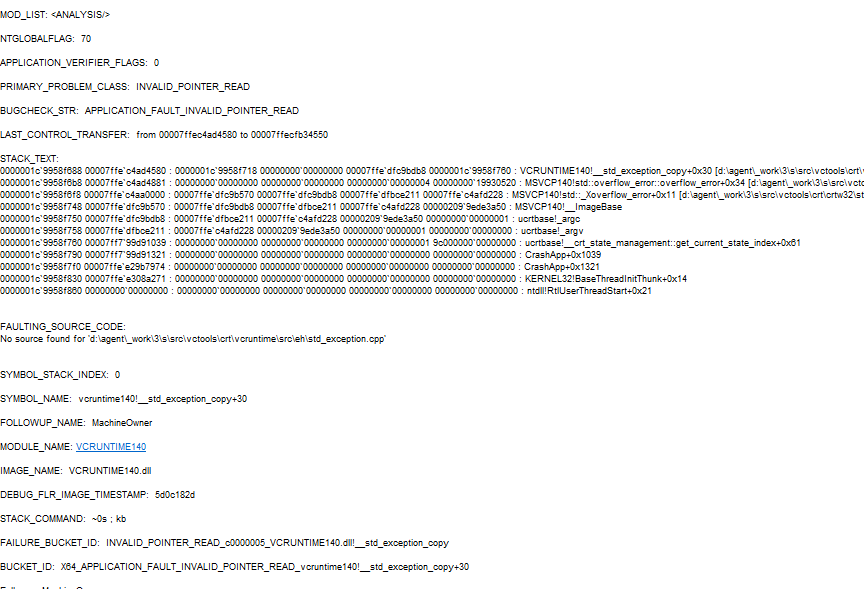 MOD_LIST: <ANALYSIS/>
NTGLOBALFLAG:  70
APPLICATION_VERIFIER_FLAGS:  0
PRIMARY_PROBLEM_CLASS:  INVALID_POINTER_READ
BUGCHECK_STR:  APPLICATION_FAULT_INVALID_POINTER_READ
LAST_CONTROL_TRANSFER:  from 00007ffec4ad4580 to 00007ffecfb34550
STACK_TEXT:
0000001c`9958f688 00007ffe`c4ad4580 : 0000001c`9958f718 00000000`00000000 00007ffe`dfc9bdb8 0000001c`9958f760 : VCRUNTIME140!__std_exception_copy+0x30 [d:\agent\_work\3\s\src\vctools\crt\
0000001c`9958f6b8 00007ffe`c4ad4881 : 00000000`00000000 00000000`00000000 00000000`00000004 00000000`19930520 : MSVCP140!std::overflow_error::overflow_error+0x34 [d:\agent\_work\3\s\src\vctc
0000001c`9958f6f8 00007ffe`c4aa0000 : 00007ffe`dfc9b570 00007ffe`dfc9bdb8 00007ffe`dfbce211 00007ffe`c4afd228 : MSVCP140!std::_Xoverflow_error+0x11 [d:\agent\_work\3\s\src\vctools\crt\crtw32\st
0000001c`9958f748 00007ffe`dfc9b570 : 00007ffe`dfc9bdb8 00007ffe`dfbce211 00007ffe`c4afd228 00000209`9ede3a50 : MSVCP140!__ImageBase
0000001c`9958f750 00007ffe`dfc9bdb8 : 00007ffe`dfbce211 00007ffe`c4afd228 00000209`9ede3a50 00000000`00000001 : ucrtbase!_argc
0000001c`9958f758 00007ffe`dfbce211 : 00007ffe`c4afd228 00000209`9ede3a50 00000000`00000001 00000000`00000000 : ucrtbase!_argv
0000001c`9958f760 00007ff7`99d91039 : 00000000`00000000 00000000`00000000 00000000`00000001 9c000000`00000000 : ucrtbase!__crt_state_management::get_current_state_index+0x61
0000001c`9958f790 00007ff7`99d91321 : 00000000`00000000 00000000`00000000 00000000`00000000 00000000`00000000 : CrashApp+0x1039
0000001c`9958f7f0 00007ffe`e29b7974 : 00000000`00000000 00000000`00000000 00000000`00000000 00000000`00000000 : CrashApp+0x1321
0000001c`9958f830 00007ffe`e308a271 : 00000000`00000000 00000000`00000000 00000000`00000000 00000000`00000000 : KERNEL32!BaseThreadInitThunk+0x14
0000001c`9958f860 00000000`00000000 : 00000000`00000000 00000000`00000000 00000000`00000000 00000000`00000000 : ntdll!RtlUserThreadStart+0x21
FAULTING_SOURCE_CODE:
No source found for 'd:\agent\_work\3\s\src\vctools\crt\vcruntime\src\eh\std_exception.cpp'
SYMBOL_STACK_INDEX:  0
SYMBOL_NAME:  vcruntime140!__std_exception_copy+30
FOLLOWUP_NAME:  MachineOwner
MODULE_NAME: VCRUNTIME140
IMAGE_NAME:  VCRUNTIME140.dll
DEBUG_FLR_IMAGE_TIMESTAMP:  5d0c182d
STACK_COMMAND:  ~0s ; kb
FAILURE_BUCKET_ID:  INVALID_POINTER_READ_c0000005_VCRUNTIME140.dll!__std_exception_copy
BUCKET_ID:  X64_APPLICATION_FAULT_INVALID_POINTER_READ_vcruntime140!__std_exception_copy+30